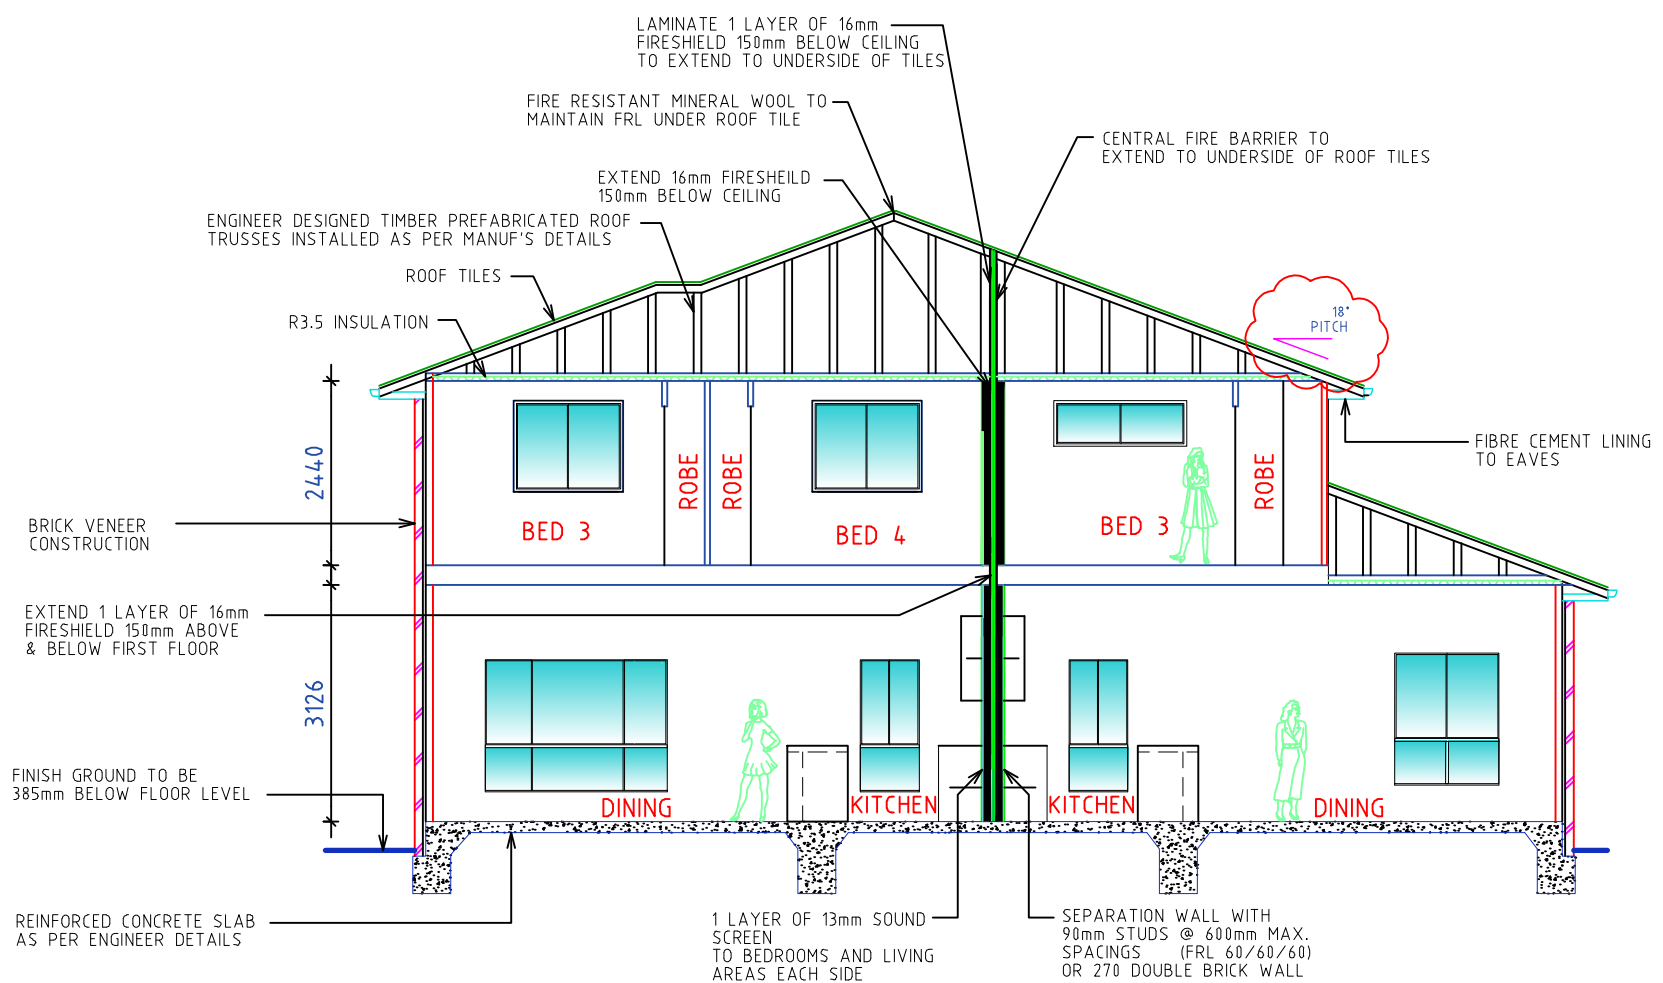 LAMINATE 1 LAYER OF 16mm
FIRESHIELD 150mm BELOW CEILING
TO EXTEND TO UNDERSIDE OF TILES
FIRE RESISTANT MINERAL WOOL TO
MAINTAIN FRL UNDER ROOF TILE
CENTRAL FIRE BARRIER TO
EXTEND TO UNDERSIDE OF ROOF TILES
EXTEND 16mm FIRESHEILD
150mm BELOW CEILING
ENGINEER DESIGNED TIMBER PREFABRICATED ROOF
TRUSSES INSTALLED AS PER MANUF'S DETAILS
ROOF TILES
R3.5 INSULATION
18°
PITCH
2440
ROBE
ROBE
ROBE
BED 3
BED 4
BED 3
FIBRE CEMENT LINING
TO EAVES
BRICK VENEER
CONSTRUCTION
EXTEND 1 LAYER OF 16mm
FIRESHIELD 150mm ABOVE
& BELOW FIRST FLOOR
3126
FINISH GROUND TO BE
385mm BELOW FLOOR LEVEL
DINING
KITCHEN
KITCHEN
DINING
REINFORCED CONCRETE SLAB
AS PER ENGINEER DETAILS
1 LAYER OF 13mm SOUND
SCREEN
TO BEDROOMS AND LIVING
AREAS EACH SIDE
SEPARATION WALL WITH
90mm STUDS @ 600mm MAX.
SPACINGS (FRL 60/60/60)
OR 270 DOUBLE BRICK WALL